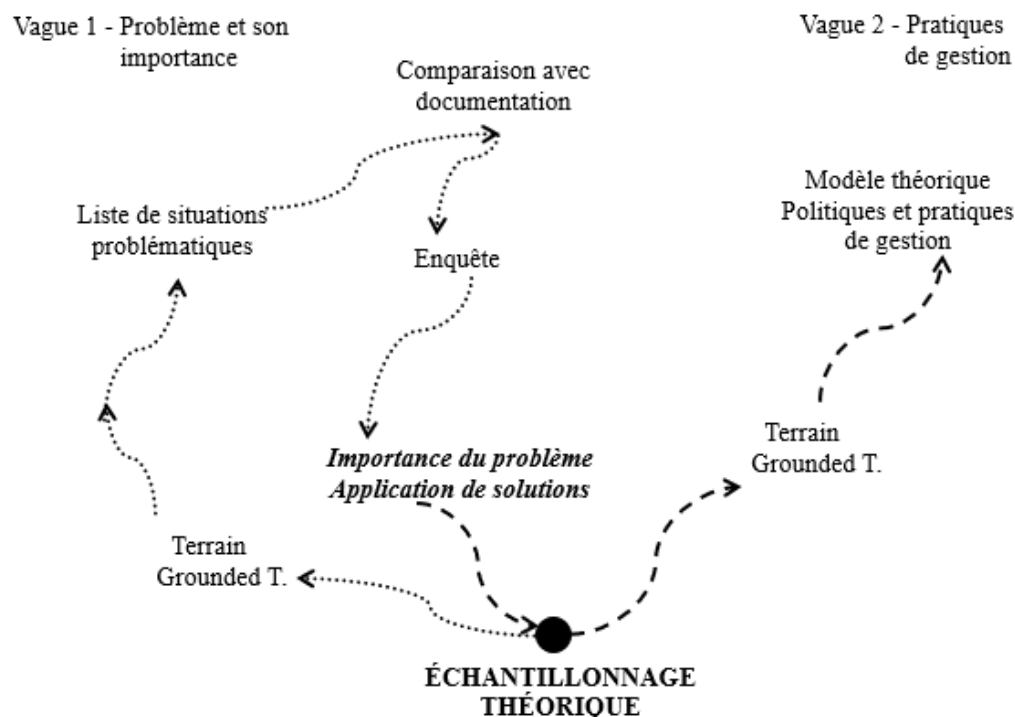 Vague 1 - Problème et son
importance
Vague 2 - Pratiques
de gestion
Comparaison avec
documentation
Liste de situations
problématiques
Enquête
Modèle théorique
Politiques et pratiques
de gestion
Importance du problème
Application de solutions
Terrain
Grounded T.
Terrain
Grounded T.
ÉCHANTILLONNAGE
THÉORIQUE